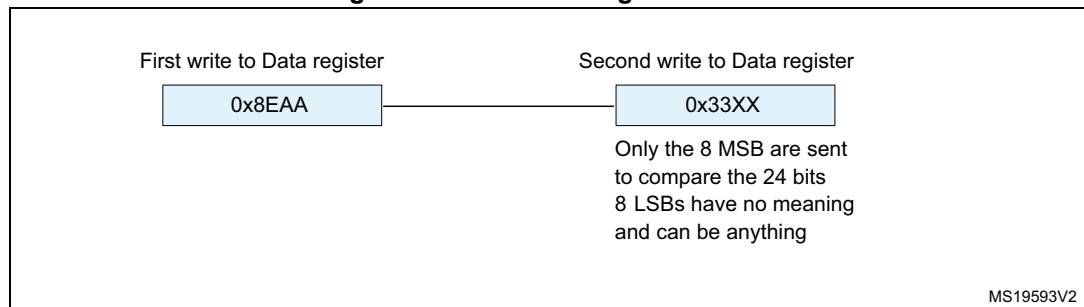 First write to Data register
Second write to Data register
0x8EAA
0x33XX
Only the 8 MSB are sent
to compare the 24 bits
8 LSBs have no meaning
and can be anything
MS19593V2